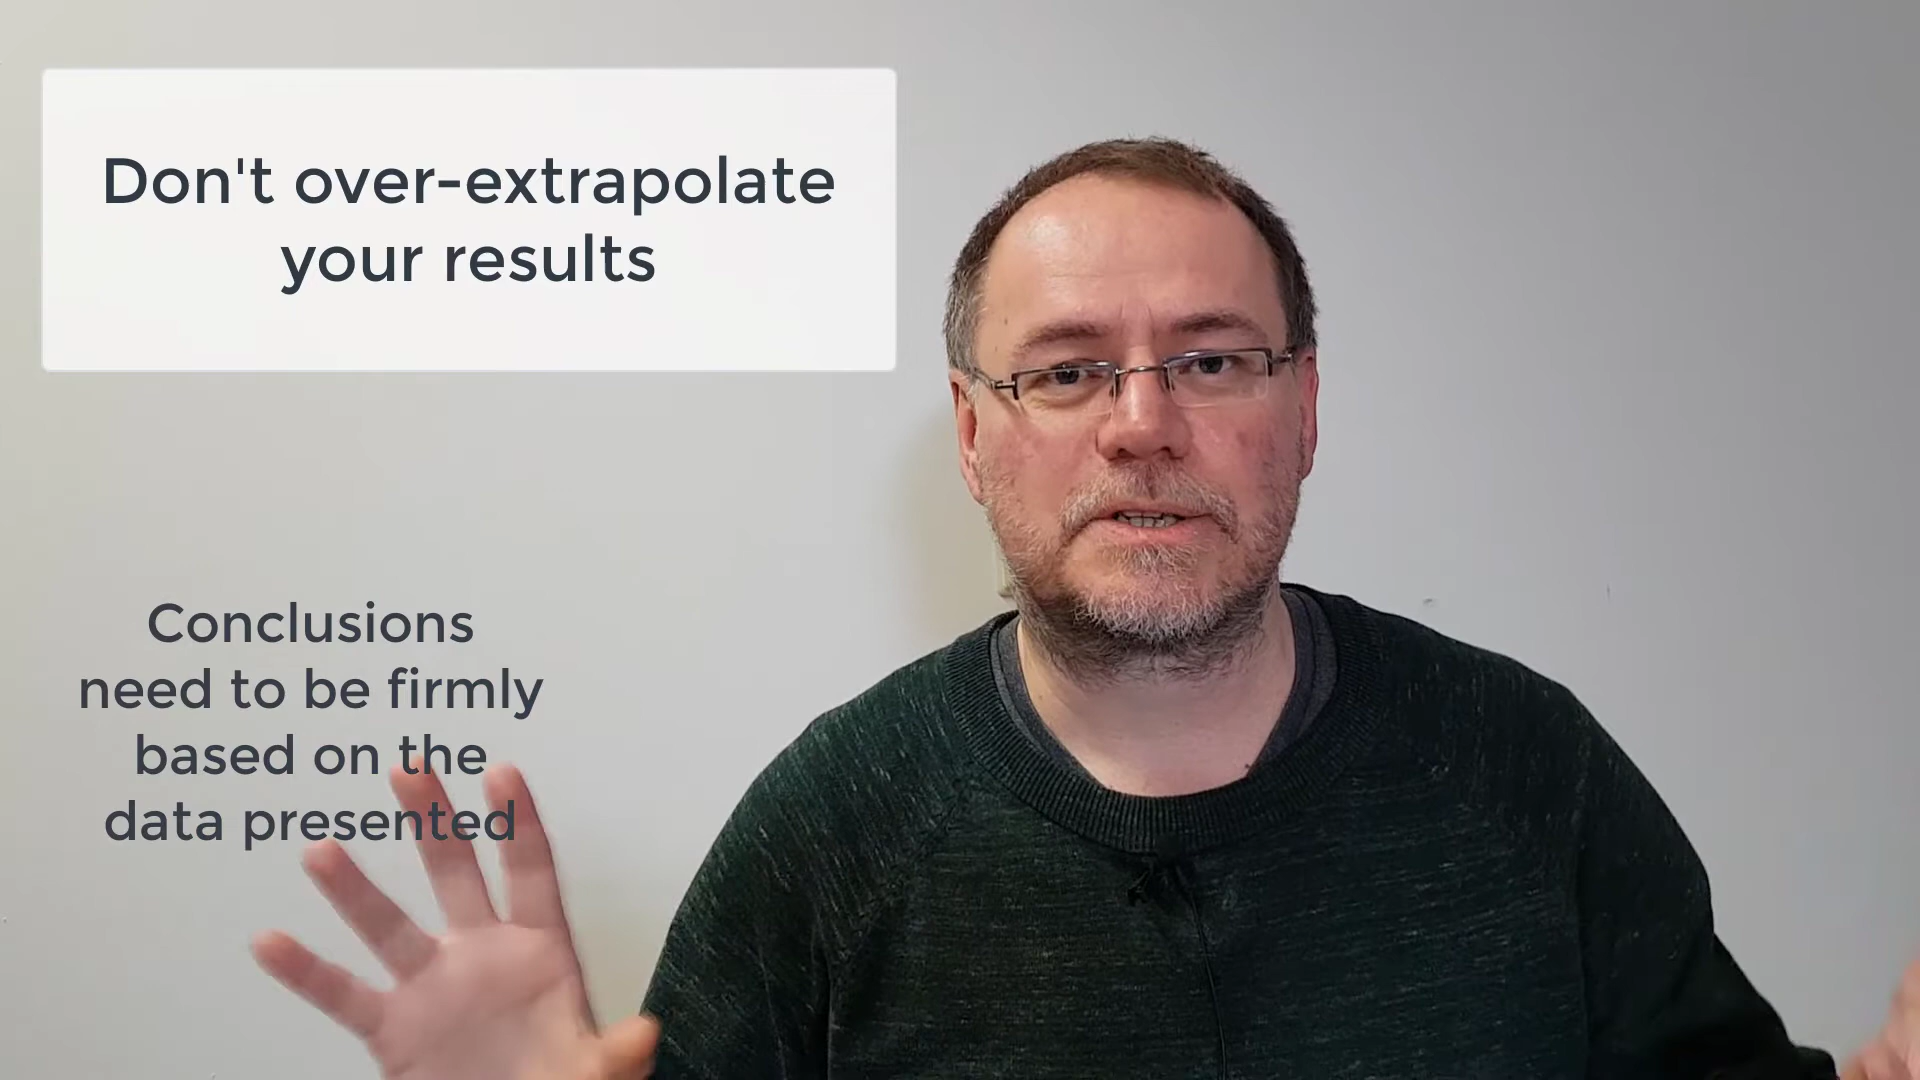 Don't over-extrapolate
your results
Conclusions
need to be firmly
based on the
data presented